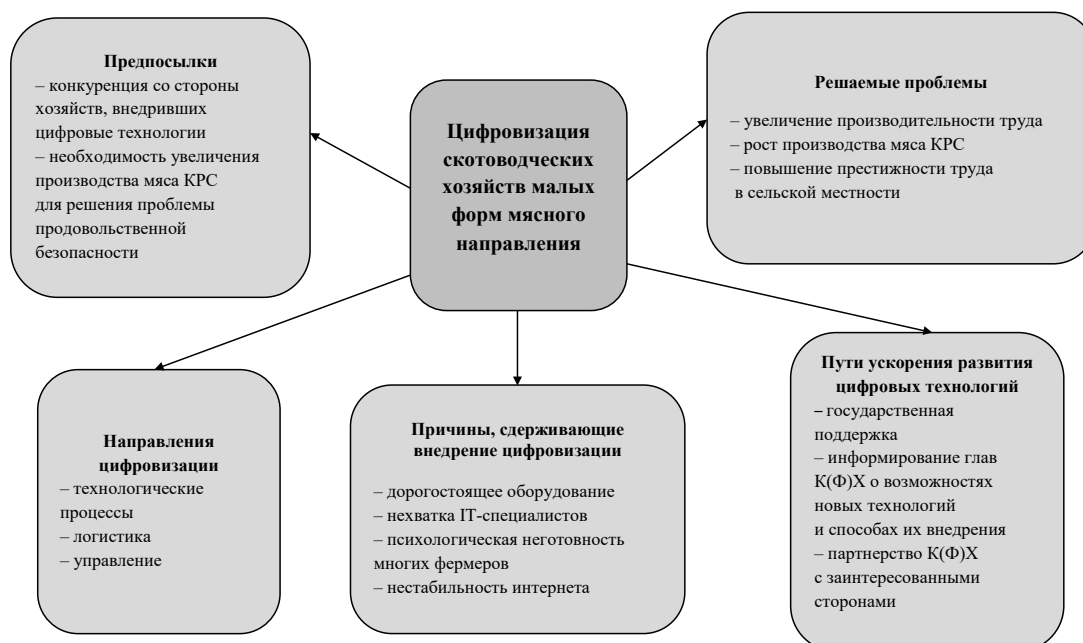 Предпосылки
– конкуренция со стороны
хозяйств, внедривших
цифровые технологии
– необходимость увеличения
производства мяса КРС
для решения проблемы
продовольственной
безопасности
Цифровизация
скотоводческих
хозяйств малых
форм мясного
направления
Решаемые проблемы
– увеличение производительности труда
– рост производства мяса КРС
– повышение престижности труда
в сельской местности
Направления
цифровизации
– технологические
процессы
– логистика
– управление
Причины, сдерживающие
внедрение цифровизации
– дорогостоящее оборудование
– нехватка IT-специалистов
– психологическая неготовность
многих фермеров
– нестабильность интернета
Пути ускорения развития
цифровых технологий
– государственная
поддержка
– информирование глав
К(Ф)Х о возможностях
новых технологий
и способах их внедрения
– партнерство К(Ф)Х
с заинтересованными
сторонами